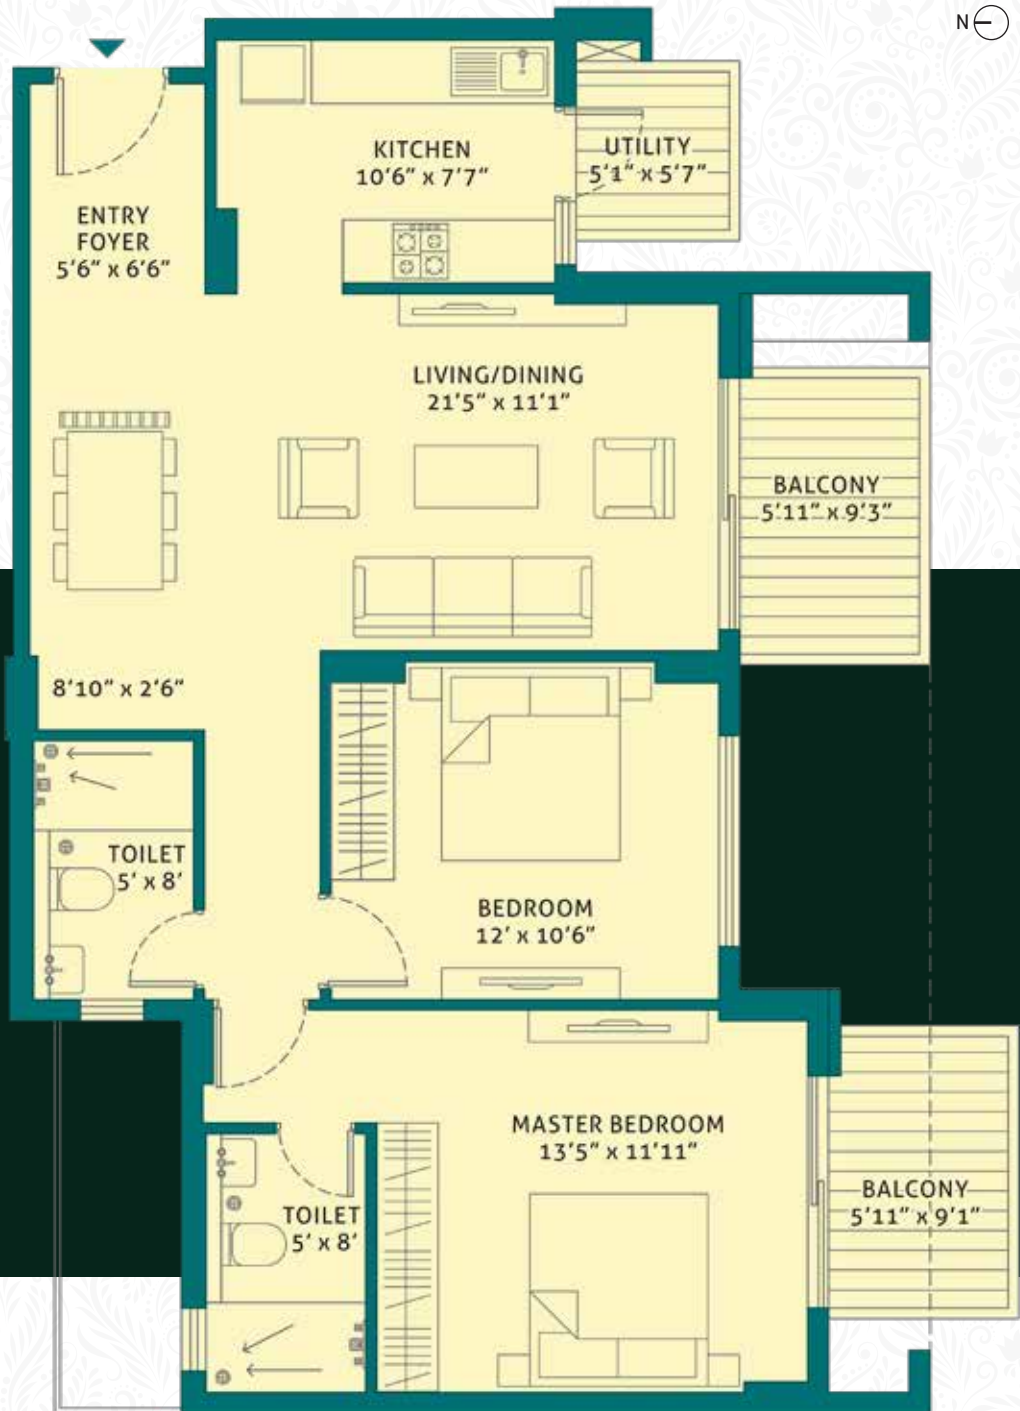 N
KITCHEN
10'6" x 7'7"
UTILITY
5'1" x 5'7"
ENTRY
FOYER
5'6" x 6'6"
LIVING/DINING
21'5" x 11'1"
BALCONY
5'11" x 9'3"
8'10" x 2'6"
TOILET
5' x 8'
BEDROOM
12' x 10'6"
MASTER BEDROOM
13'5" x 11'11"
BALCONY
5'11" x 9'1"
TOILET
5' x 8'